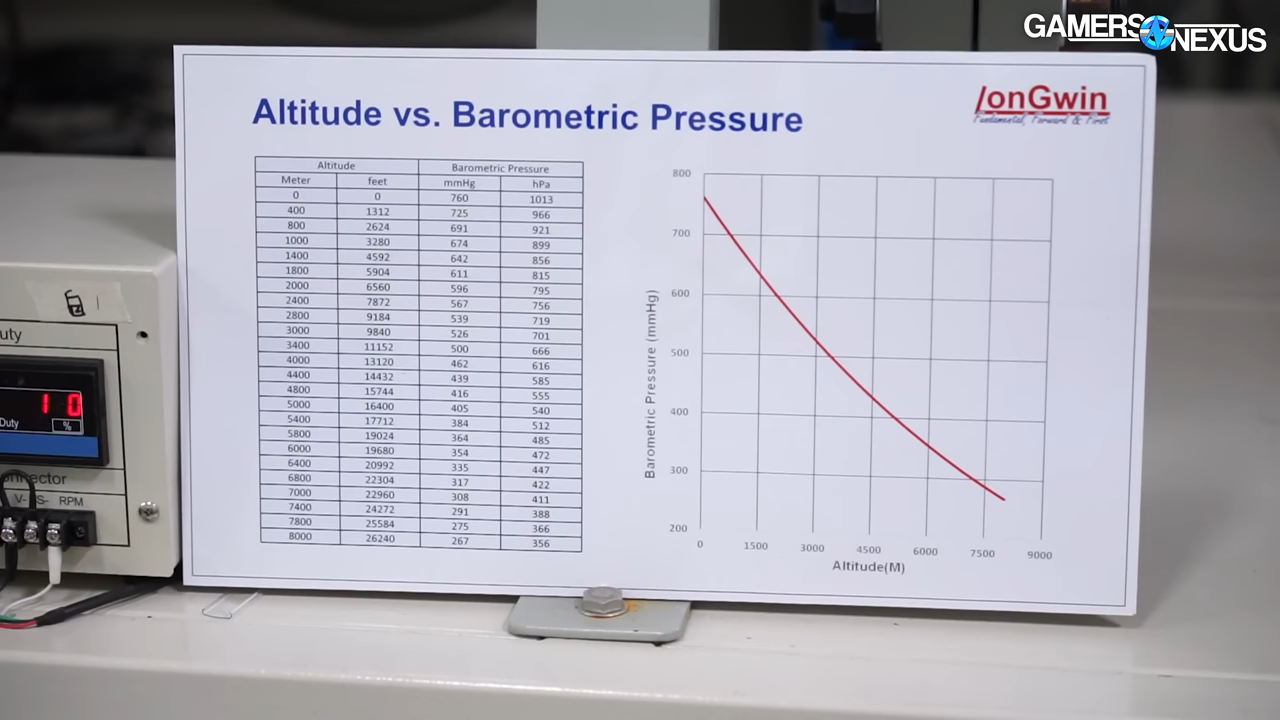 GAMERS NEXUS
Altitude vs. Barometric Pressure
lonGwin
Fundamental, Forward & First
Altitude Barometric Pressure
Meter feet mmHg hPa
0 0 760 1013
400 1312 725 966
800 2624 691 921
1000 3280 674 899
1400 4592 642 856
1800 5904 611 815
2000 6560 596 795
2400 7872 567 756
2800 9184 539 719
3000 9840 526 701
3400 11152 500 666
4000 13120 462 616
4400 14432 439 585
4800 15744 416 555
5000 16400 405 540
5400 17712 384 512
5800 19024 364 485
6000 19680 354 472
6400 20992 335 447
6800 22304 317 422
7000 22960 308 411
7400 24272 291 388
7800 25584 275 366
8000 26240 267 356
Barometric Pressure (mmHg)
800
700
600
500
400
300
200
0 1500 3000 4500 6000 7500 9000
Altitude(M)
uty
1 0
Duty %
nnector
V- S- RPM